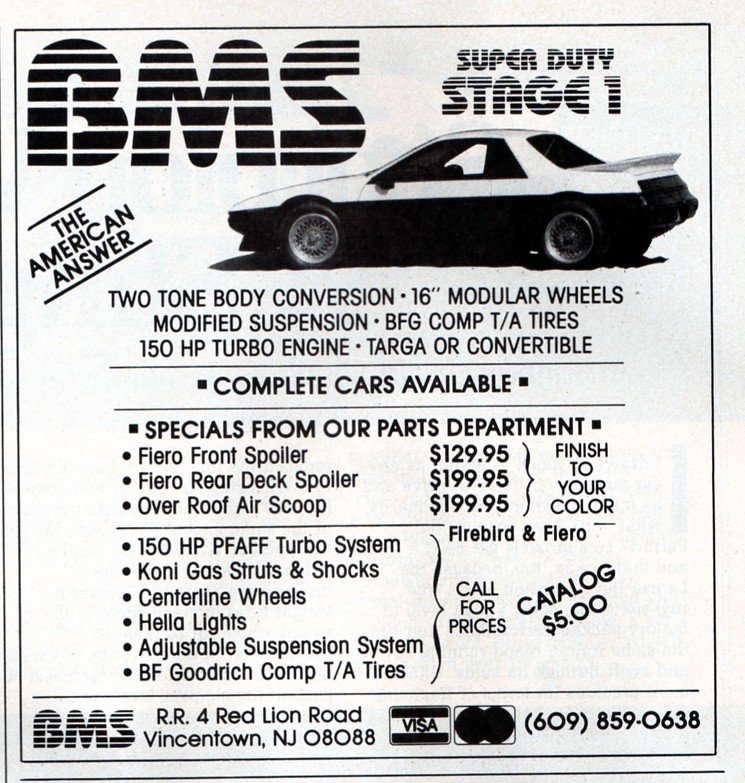 BMS
SUPER DUTY
STAGE 1
THE
AMERICAN
ANSWER
TWO TONE BODY CONVERSION · 16" MODULAR WHEELS
MODIFIED SUSPENSION · BFG COMP T/A TIRES
150 HP TURBO ENGINE · TARGA OR CONVERTIBLE
▪ COMPLETE CARS AVAILABLE ▪
▪ SPECIALS FROM OUR PARTS DEPARTMENT ▪
• Fiero Front Spoiler $129.95
• Fiero Rear Deck Spoiler $199.95
• Over Roof Air Scoop $199.95
FINISH
TO
YOUR
COLOR
Firebird & Fiero
• 150 HP PFAFF Turbo System
• Koni Gas Struts & Shocks
• Centerline Wheels
• Hella Lights
• Adjustable Suspension System
• BF Goodrich Comp T/A Tires
CALL
FOR
PRICES
CATALOG
$5.00
BMS
R.R. 4 Red Lion Road
Vincentown, NJ 08088
VISA
(609) 859-0638